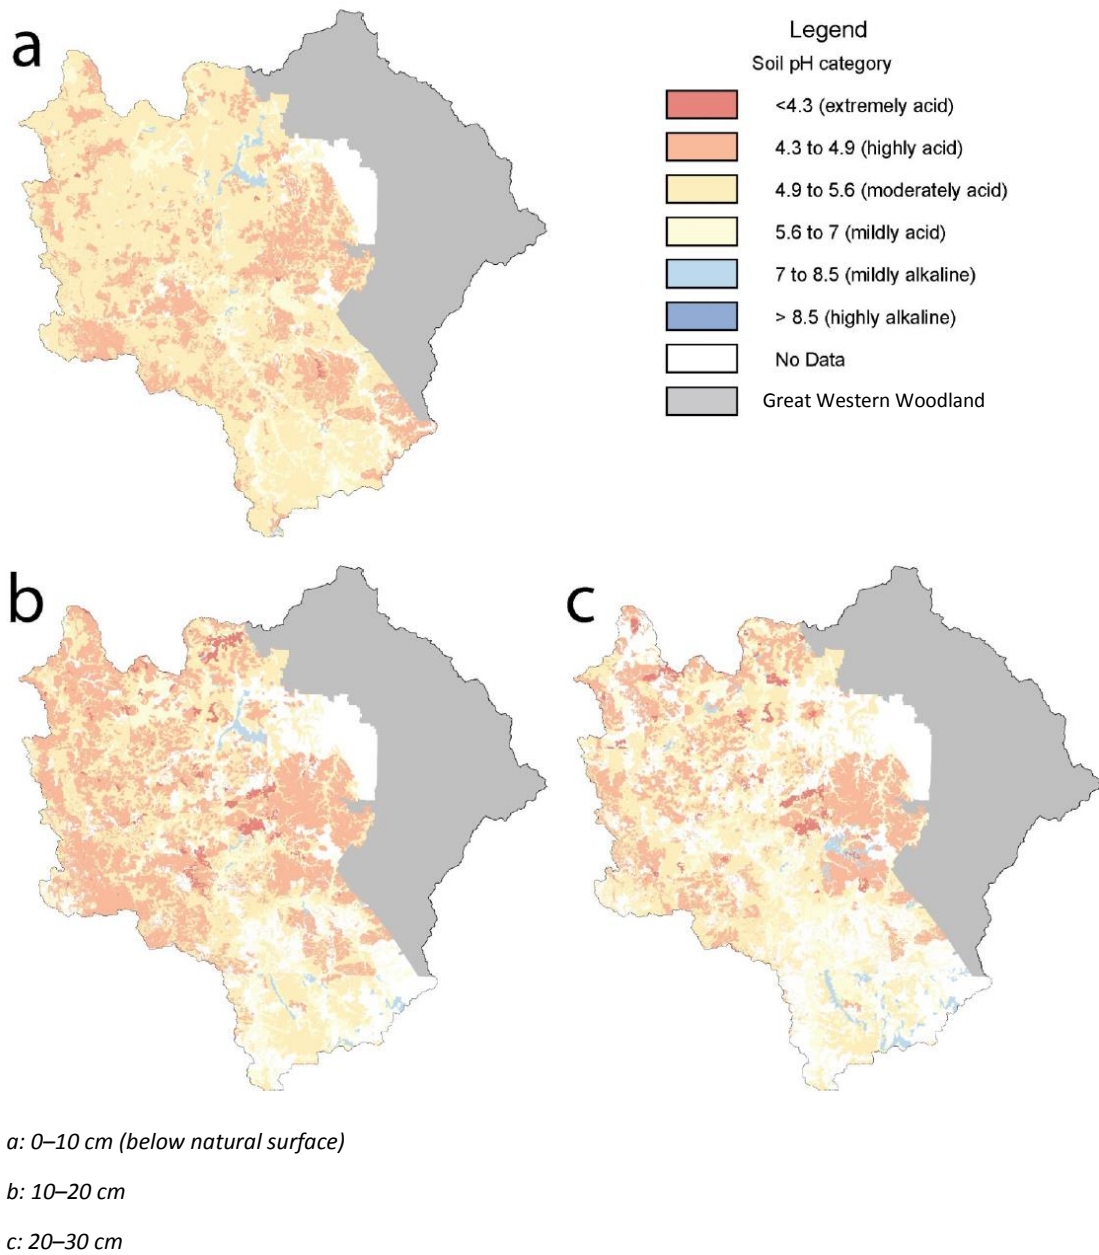 a
Legend
Soil pH category
<4.3 (extremely acid)
4.3 to 4.9 (highly acid)
4.9 to 5.6 (moderately acid)
5.6 to 7 (mildly acid)
7 to 8.5 (mildly alkaline)
> 8.5 (highly alkaline)
No Data
Great Western Woodland
b
c
a: 0–10 cm (below natural surface)
b: 10–20 cm
c: 20–30 cm